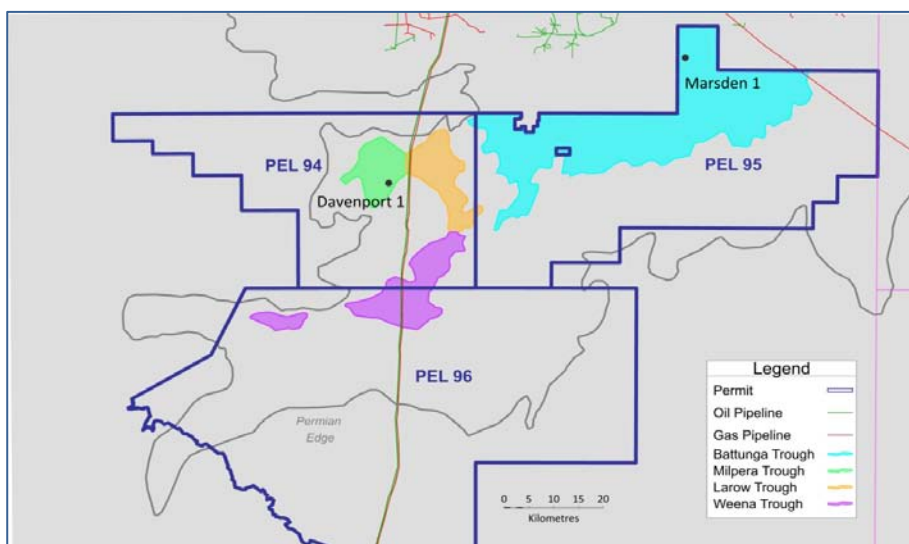 Marsden 1
PEL 94
PEL 95
Davenport 1
PEL 96
Permian
Edge
0 5 10 15 20
Kilometres
Legend
Permit
Oil Pipeline
Gas Pipeline
Battunga Trough
Milpera Trough
Larow Trough
Weena Trough